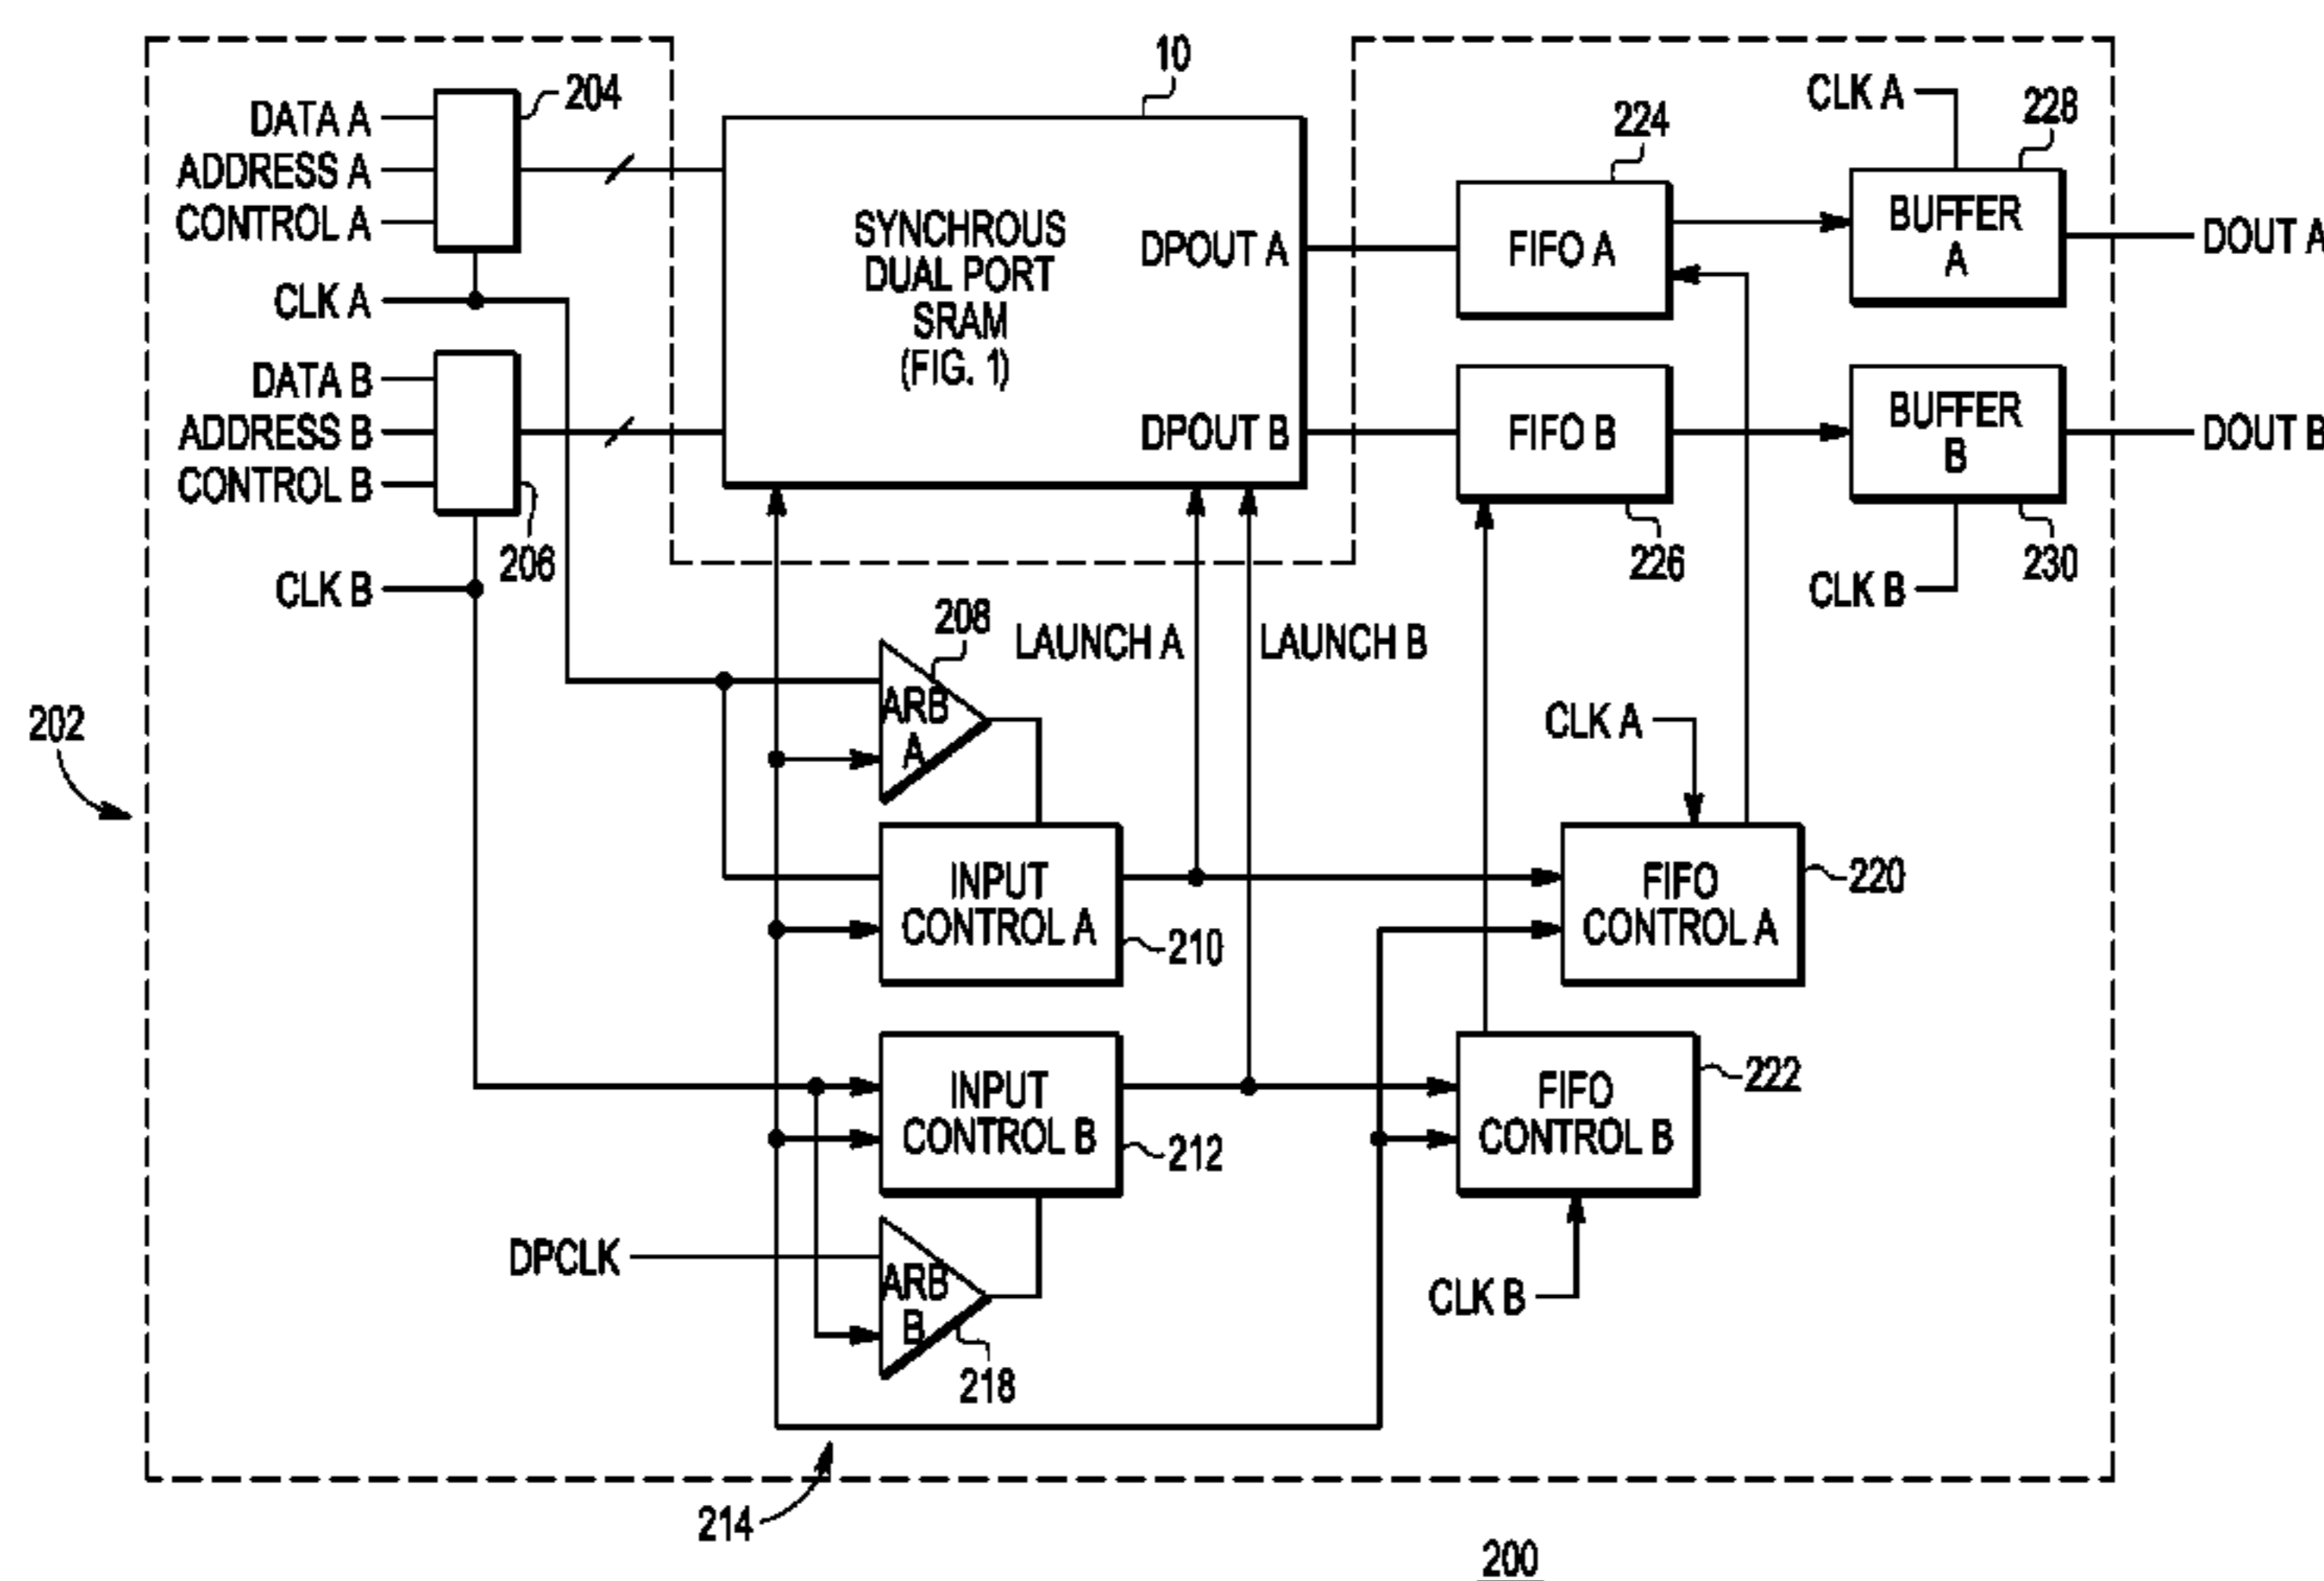 10
204
DATA A
ADDRESS A
CONTROL A
CLK A
DATA B
ADDRESS B
CONTROL B
206
CLK B
SYNCHROUS
DUAL PORT
SRAM
(FIG. 1)
DPOUT A
DPOUT B
224
FIFO A
CLK A
228
BUFFER
A
DOUT A
FIFO B
226
BUFFER
B
DOUT B
230
CLK B
202
208
ARB
A
LAUNCH A
LAUNCH B
INPUT
CONTROL A
210
CLK A
FIFO
CONTROL A
220
INPUT
CONTROL B
212
FIFO
CONTROL B
222
CLK B
DPCLK
ARB
B
218
214
200